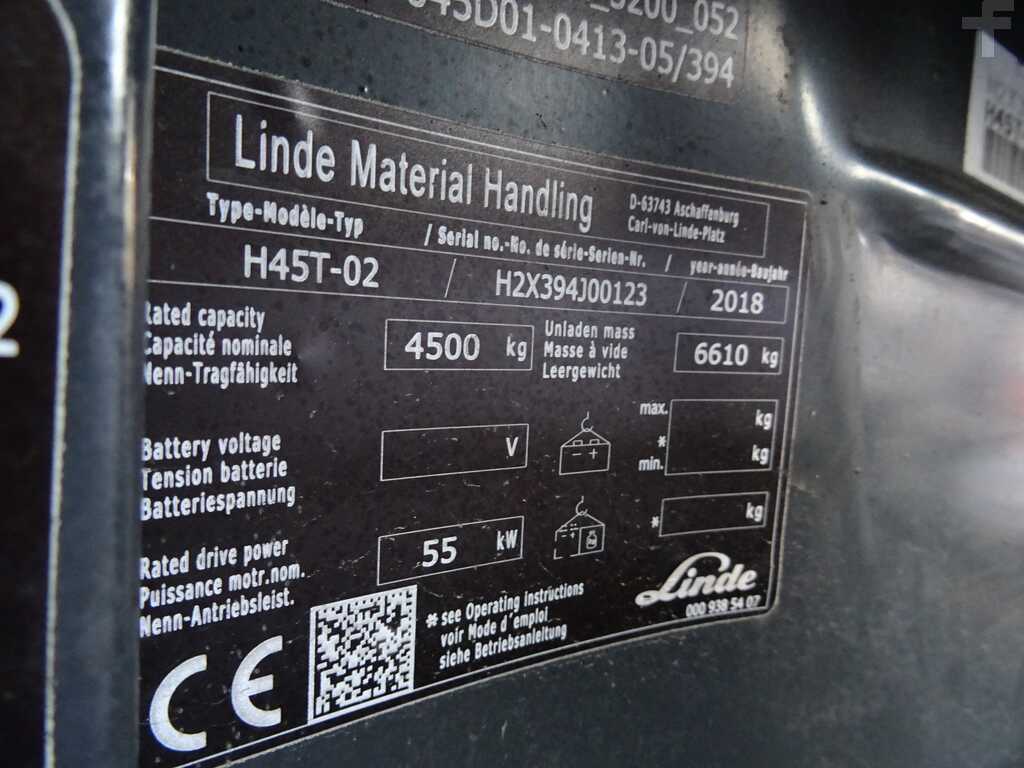 5200_052
045D01-0413-05/394
Linde Material Handling
D-63743 Aschaffenburg
Carl-von-Linde-Platz
Type-Modèle-Typ / Serial no.-No. de série-Serien-Nr. / year-année-Baujahr
H45T-02 / H2X394J00123 / 2018
Rated capacity
Capacité nominale
Nenn-Tragfähigkeit
4500 kg
Unladen mass
Masse à vide
Leergewicht
6610 kg
Battery voltage
Tension batterie
Batteriespannung
V
- +
max. kg
*
min. kg
* kg
Rated drive power
Puissance motr.nom.
Nenn-Antriebsleist.
55 kW
* see Operating instructions
voir Mode d'emploi
siehe Betriebsanleitung
Linde
000 938 54 07
CE
2
H45T
f